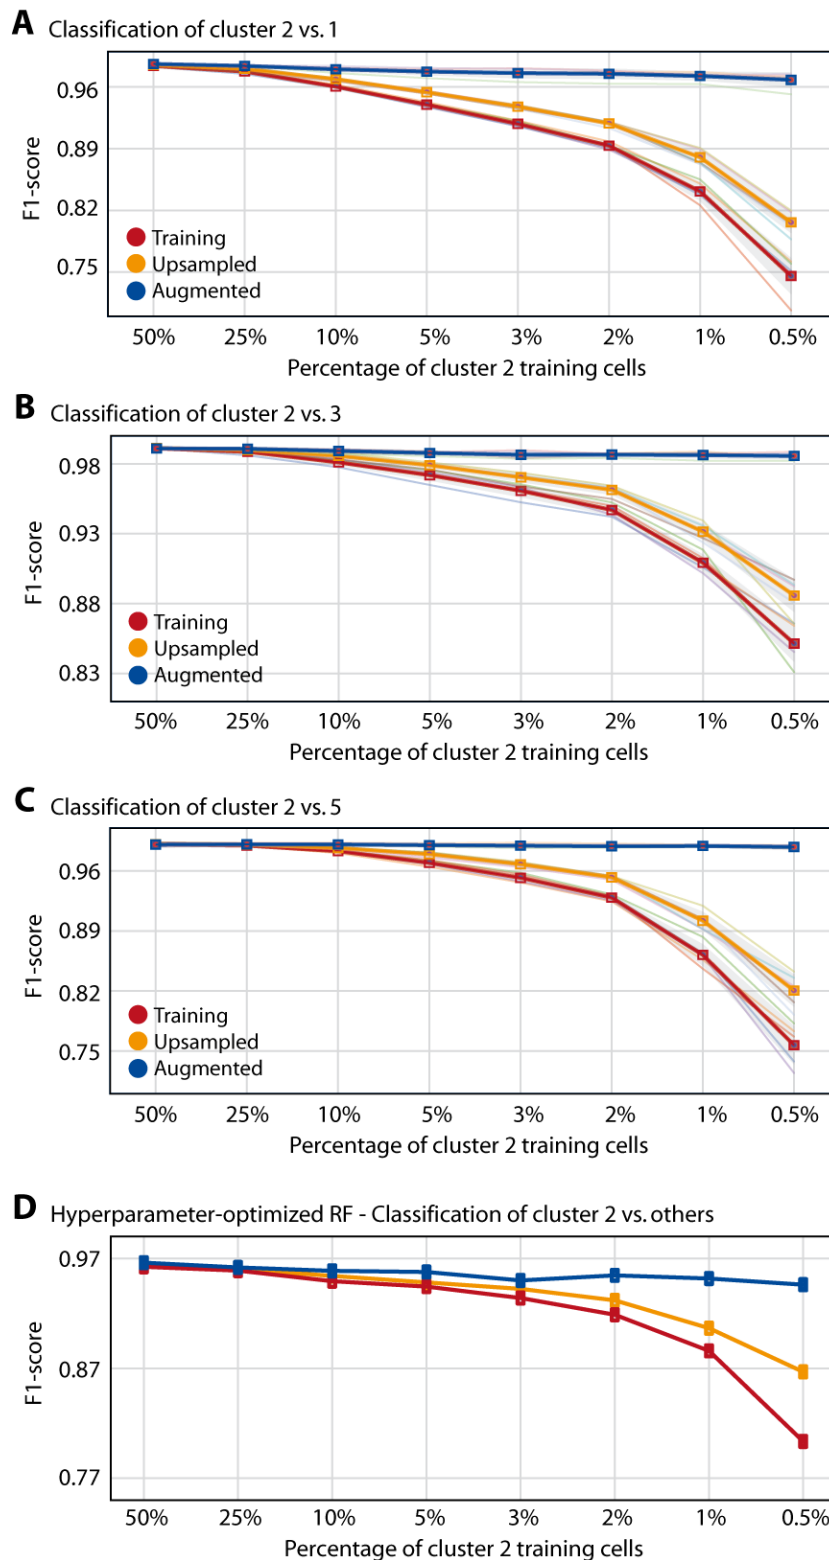 A Classification of cluster 2 vs. 1
F1-score
0.96
0.89
0.82
0.75
Training
Upsampled
Augmented
50% 25% 10% 5% 3% 2% 1% 0.5%
Percentage of cluster 2 training cells
B Classification of cluster 2 vs. 3
F1-score
0.98
0.93
0.88
0.83
Training
Upsampled
Augmented
50% 25% 10% 5% 3% 2% 1% 0.5%
Percentage of cluster 2 training cells
C Classification of cluster 2 vs. 5
F1-score
0.96
0.89
0.82
0.75
Training
Upsampled
Augmented
50% 25% 10% 5% 3% 2% 1% 0.5%
Percentage of cluster 2 training cells
D Hyperparameter-optimized RF - Classification of cluster 2 vs. others
F1-score
0.97
0.87
0.77
50% 25% 10% 5% 3% 2% 1% 0.5%
Percentage of cluster 2 training cells